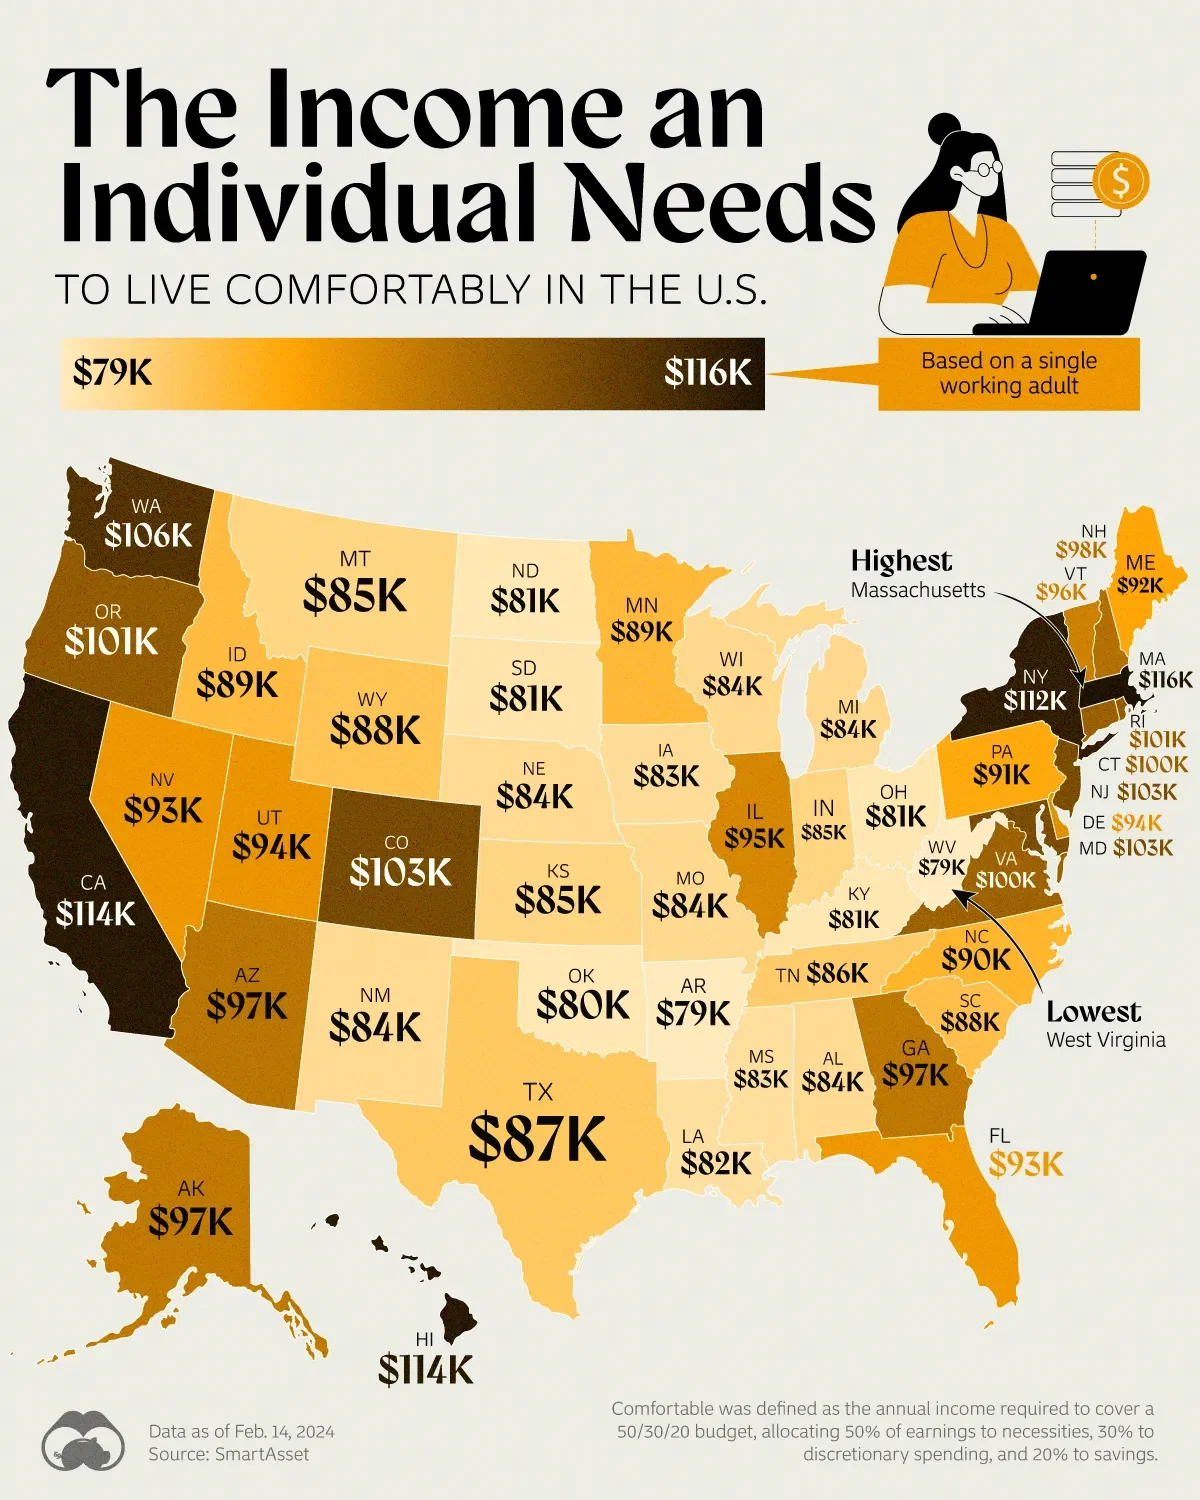 The Income an
Individual Needs
TO LIVE COMFORTABLY IN THE U.S.
$79K
$116K
Based on a single
working adult
WA
$106K
OR
$101K
CA
$114K
ID
$89K
NV
$93K
MT
$85K
WY
$88K
UT
$94K
CO
$103K
AZ
$97K
NM
$84K
ND
$81K
SD
$81K
NE
$84K
KS
$85K
OK
$80K
TX
$87K
MN
$89K
IA
$83K
MO
$84K
AR
$79K
LA
$82K
WI
$84K
IL
$95K
MI
$84K
IN
$85K
OH
$81K
KY
$81K
TN $86K
MS
$83K
AL
$84K
GA
$97K
FL
$93K
SC
$88K
NC
$90K
VA
$100K
WV
$79K
PA
$91K
NY
$112K
Highest
Massachusetts
NH
$98K
VT
$96K
ME
$92K
MA
$116K
RI
$101K
CT $100K
NJ $103K
DE $94K
MD $103K
Lowest
West Virginia
AK
$97K
HI
$114K
Data as of Feb. 14, 2024
Source: SmartAsset
Comfortable was defined as the annual income required to cover a
50/30/20 budget, allocating 50% of earnings to necessities, 30% to
discretionary spending, and 20% to savings.